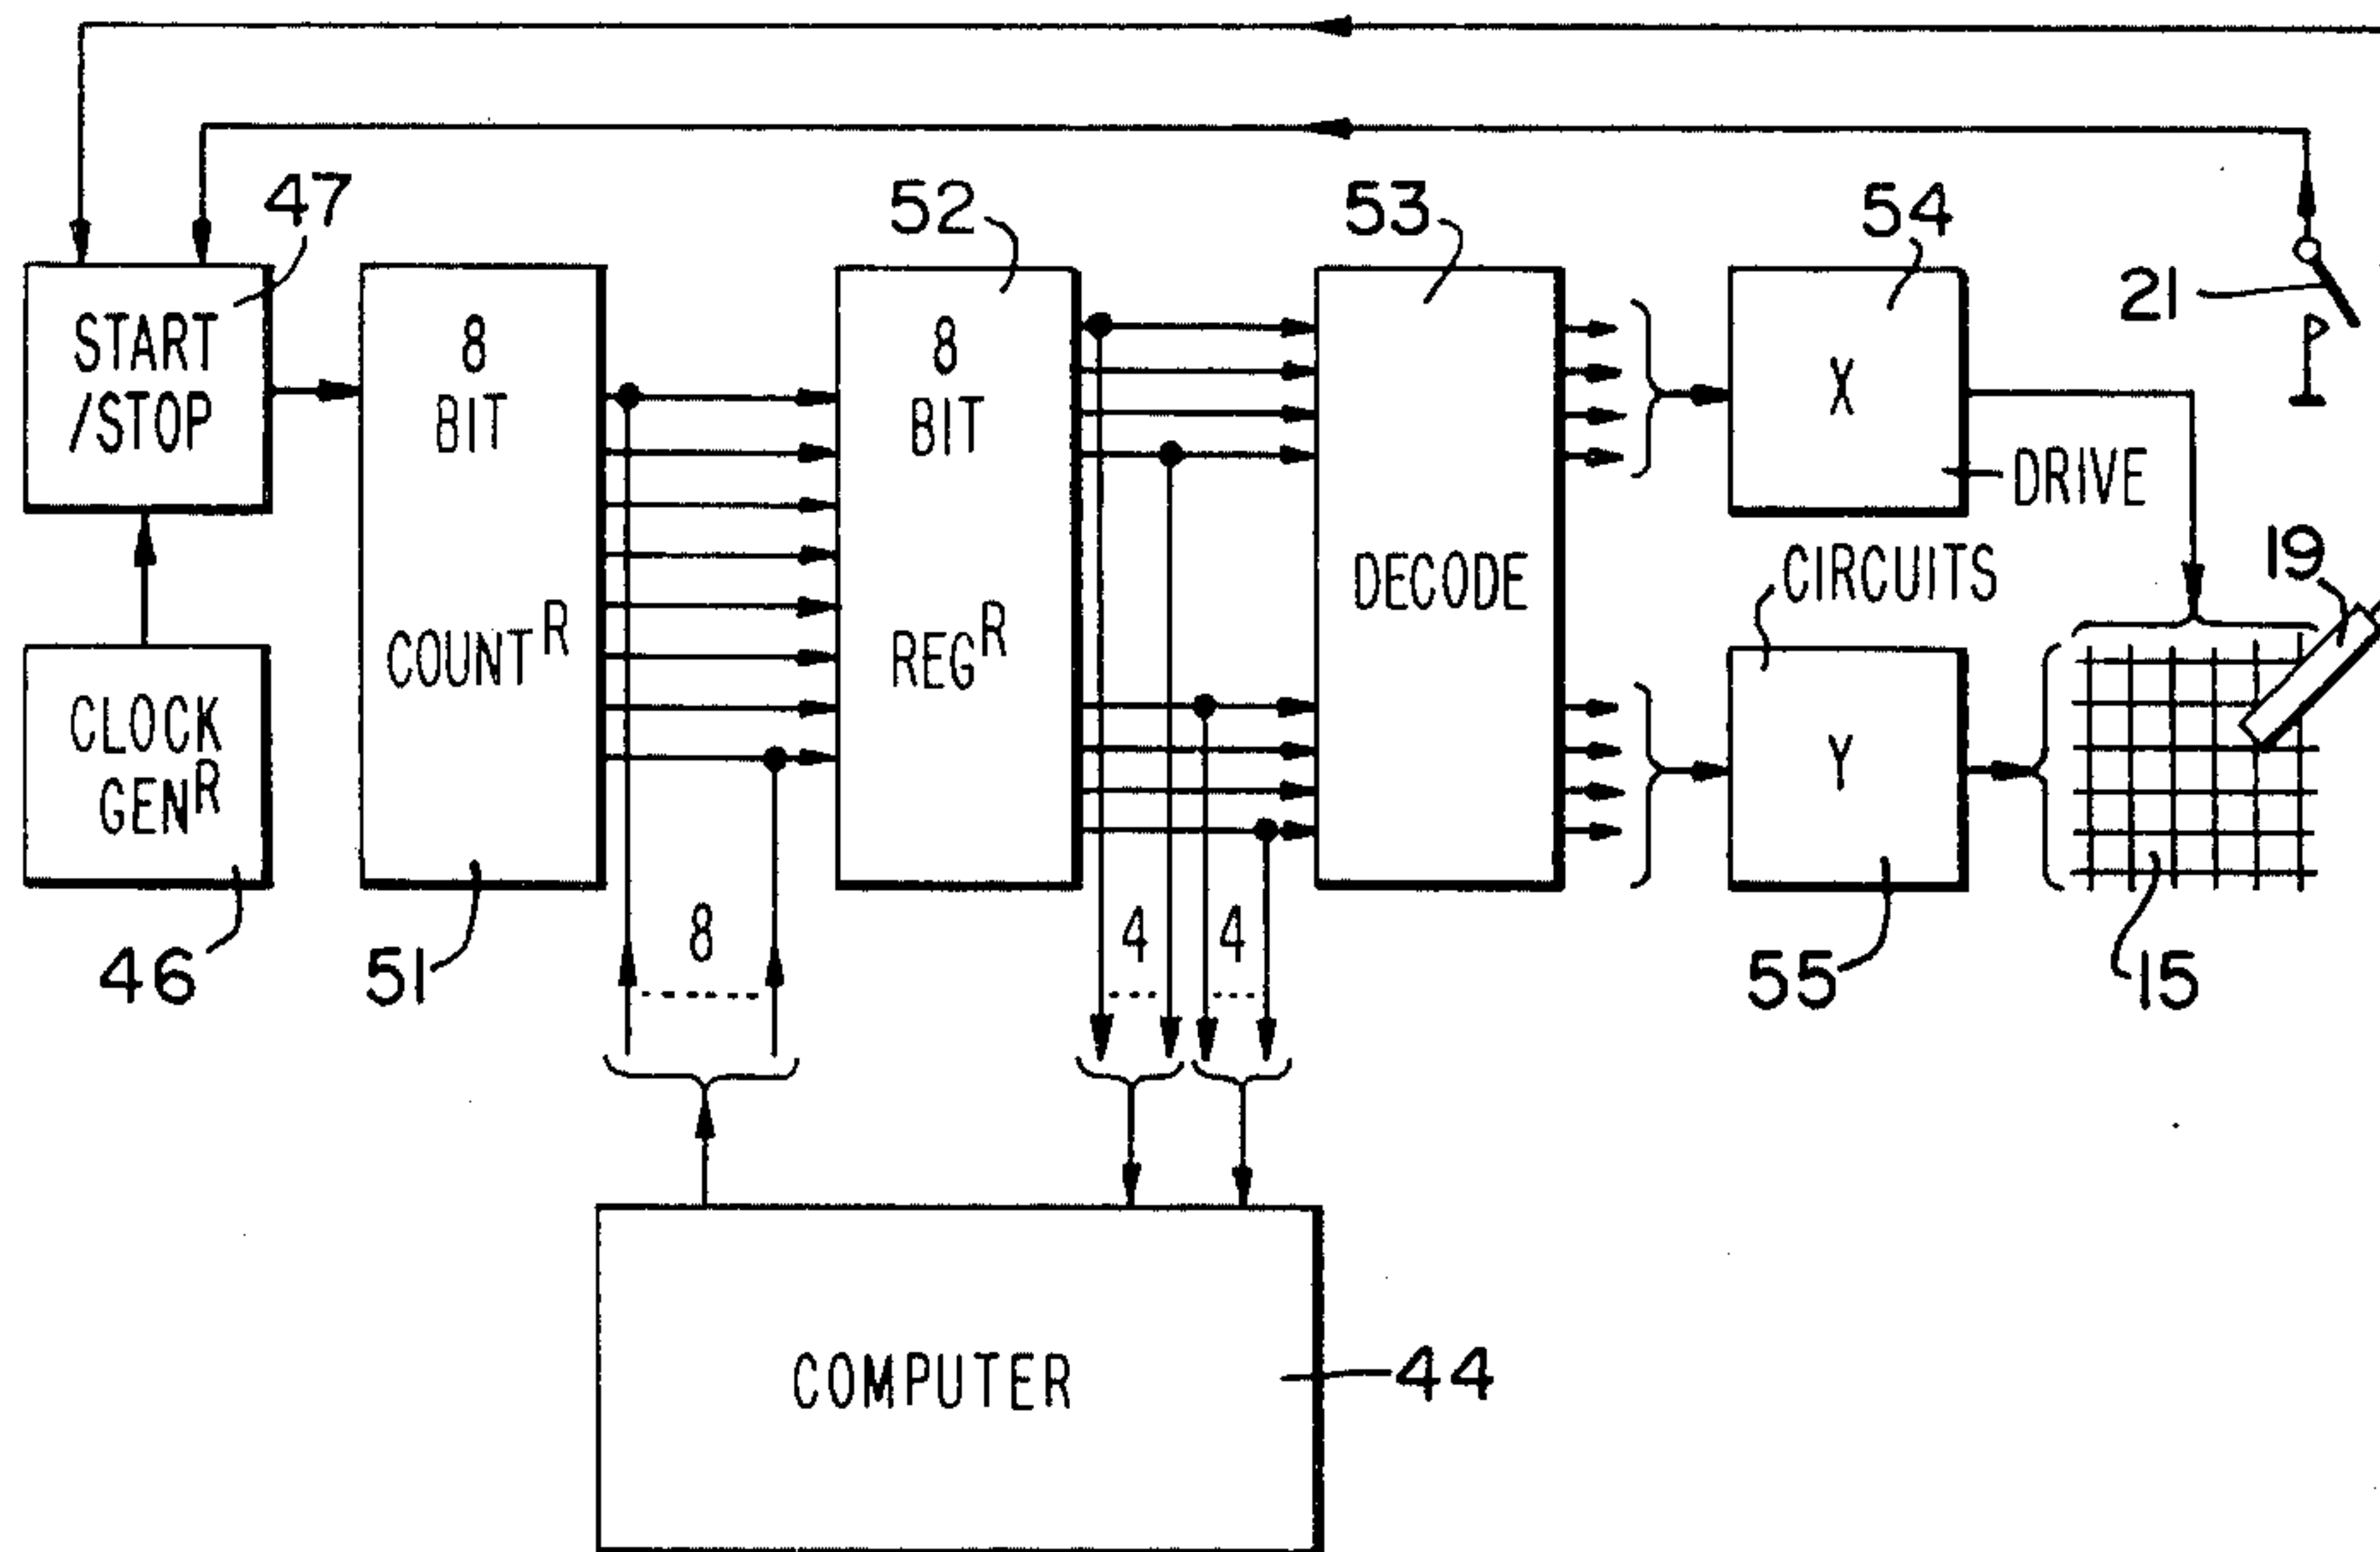 47
52
53
54
21
START
/STOP
8
BIT
COUNTR
8
BIT
REGR
DECODE
X
DRIVE
CIRCUITS
19
CLOCK
GENR
Y
46
51
8
4
4
55
15
COMPUTER
44